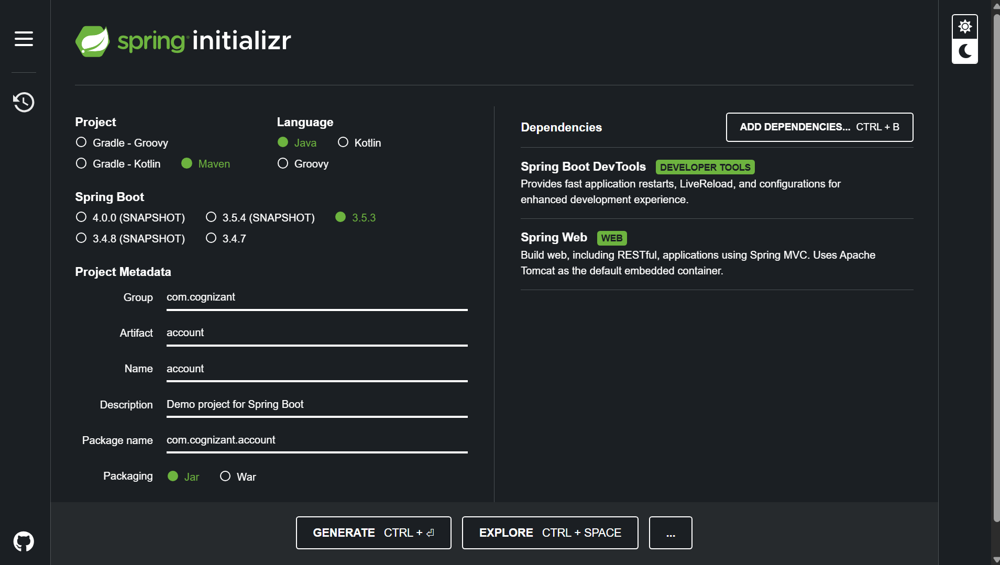 spring initializr
Project
Gradle - Groovy
Gradle - Kotlin Maven
Language
Java Kotlin
Groovy
Spring Boot
4.0.0 (SNAPSHOT) 3.5.4 (SNAPSHOT) 3.5.3
3.4.8 (SNAPSHOT) 3.4.7
Project Metadata
Group com.cognizant
Artifact account
Name account
Description Demo project for Spring Boot
Package name com.cognizant.account
Packaging Jar War
Dependencies ADD DEPENDENCIES... CTRL + B
Spring Boot DevTools DEVELOPER TOOLS
Provides fast application restarts, LiveReload, and configurations for
enhanced development experience.
Spring Web WEB
Build web, including RESTful, applications using Spring MVC. Uses Apache
Tomcat as the default embedded container.
GENERATE CTRL + ⏎ EXPLORE CTRL + SPACE ...